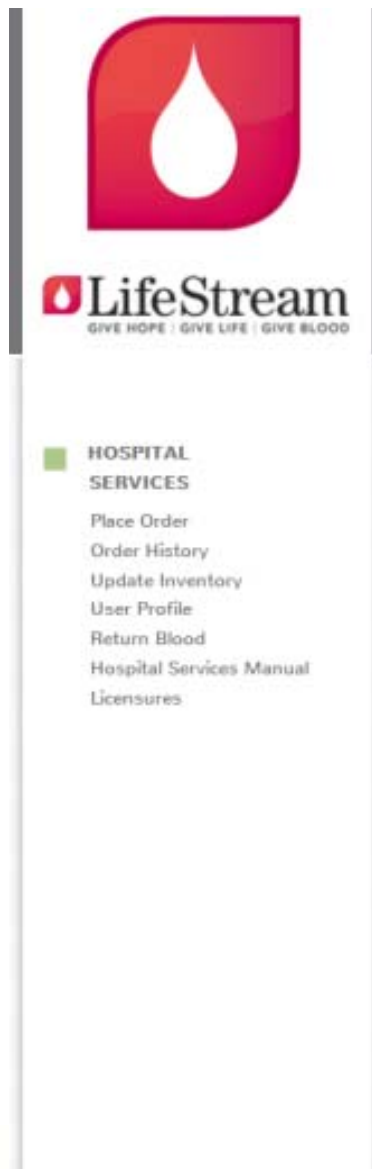 LifeStream
GIVE HOPE | GIVE LIFE | GIVE BLOOD
HOSPITAL
SERVICES
Place Order
Order History
Update Inventory
User Profile
Return Blood
Hospital Services Manual
Licensures